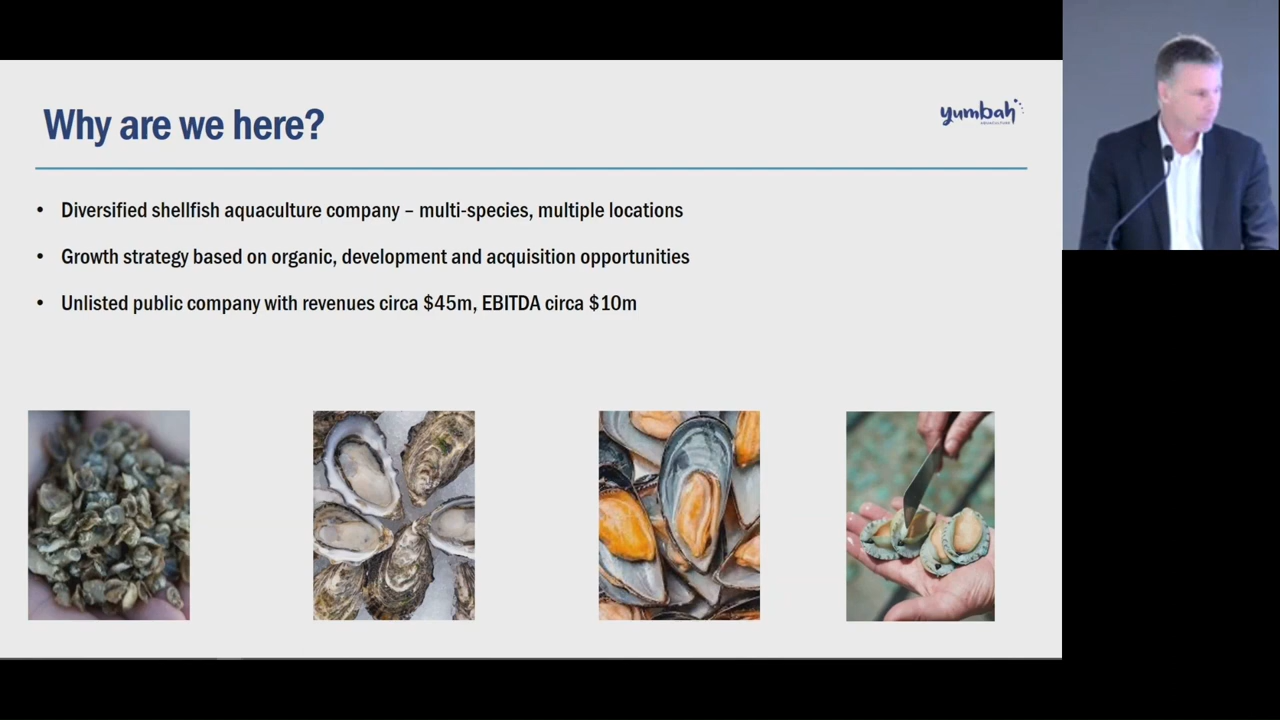 Why are we here?
yumbah
AQUACULTURE
• Diversified shellfish aquaculture company – multi-species, multiple locations
• Growth strategy based on organic, development and acquisition opportunities
• Unlisted public company with revenues circa $45m, EBITDA circa $10m